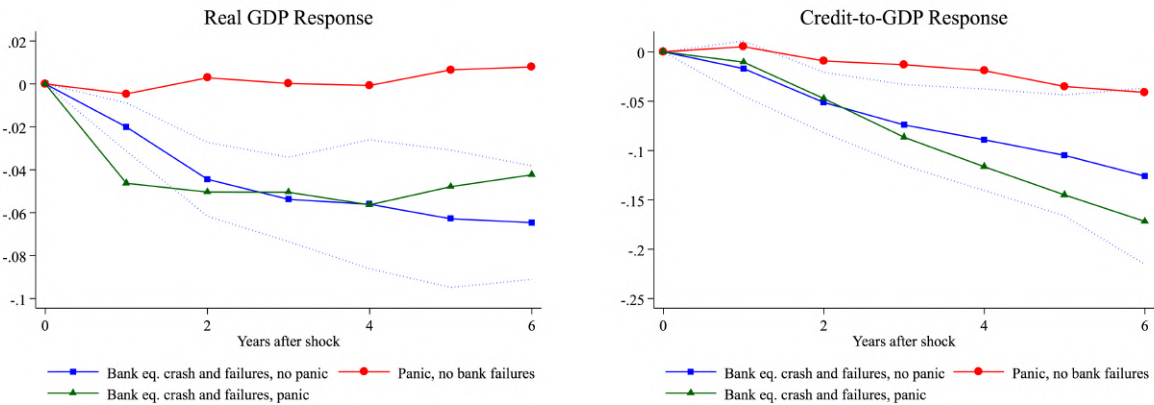 Real GDP Response
.02
0
-.02
-.04
-.06
-.08
-.1
0 2 4 6
Years after shock
Bank eq. crash and failures, no panic Panic, no bank failures
Bank eq. crash and failures, panic
Credit-to-GDP Response
0
-.05
-.1
-.15
-.2
-.25
0 2 4 6
Years after shock
Bank eq. crash and failures, no panic Panic, no bank failures
Bank eq. crash and failures, panic